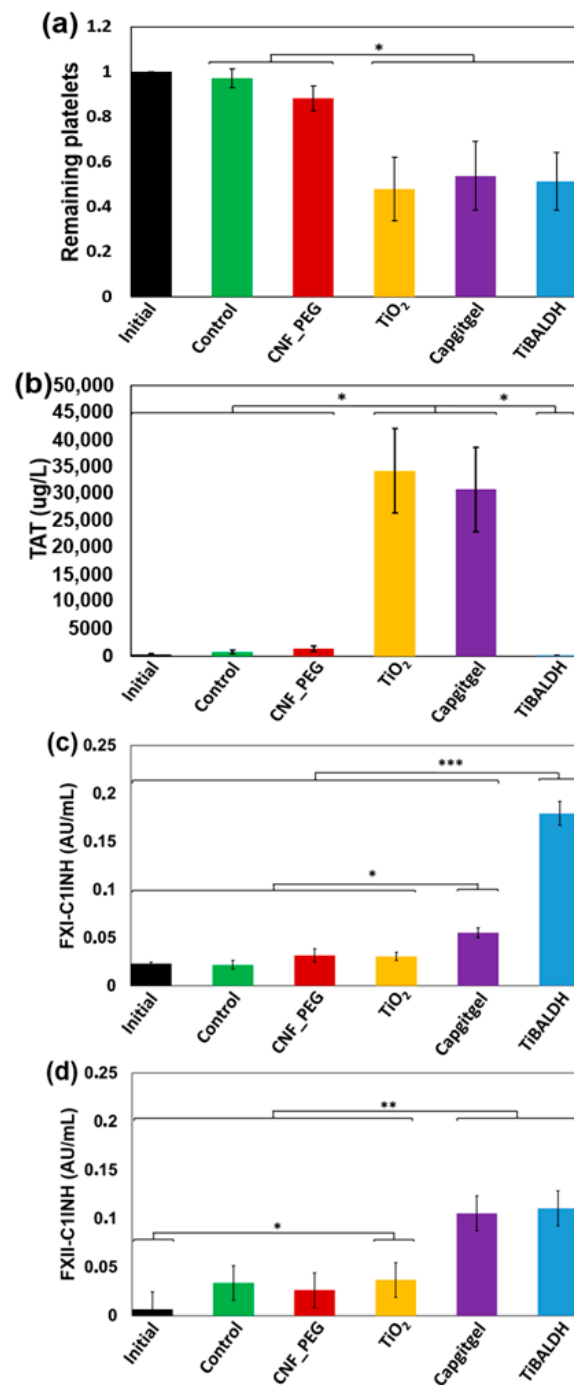 (a)
Remaining platelets
1.2
1
0.8
0.6
0.4
0.2
0
*
Initial
Control
CNF_PEG
TiO₂
Capgitgel
TiBALDH
(b)
TAT (ug/L)
50,000
45,000
40,000
35,000
30,000
25,000
20,000
15,000
10,000
5000
0
*
*
Initial
Control
CNF_PEG
TiO₂
Capgitgel
TiBALDH
(c)
FXI-C1INH (AU/mL)
0.25
0.2
0.15
0.1
0.05
0
***
*
Initial
Control
CNF_PEG
TiO₂
Capgitgel
TiBALDH
(d)
FXII-C1INH (AU/mL)
0.25
0.2
0.15
0.1
0.05
0
**
*
Initial
Control
CNF_PEG
TiO₂
Capgitgel
TiBALDH